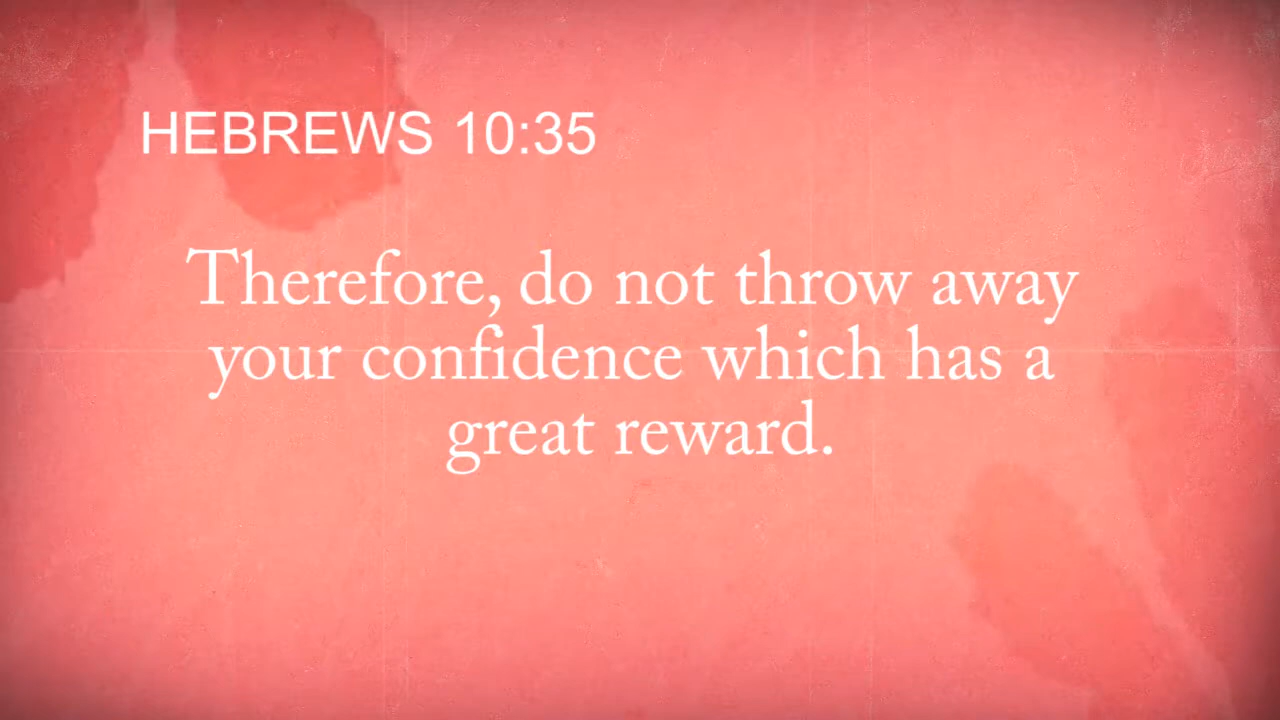 HEBREWS 10:35
Therefore, do not throw away
your confidence which has a
great reward.